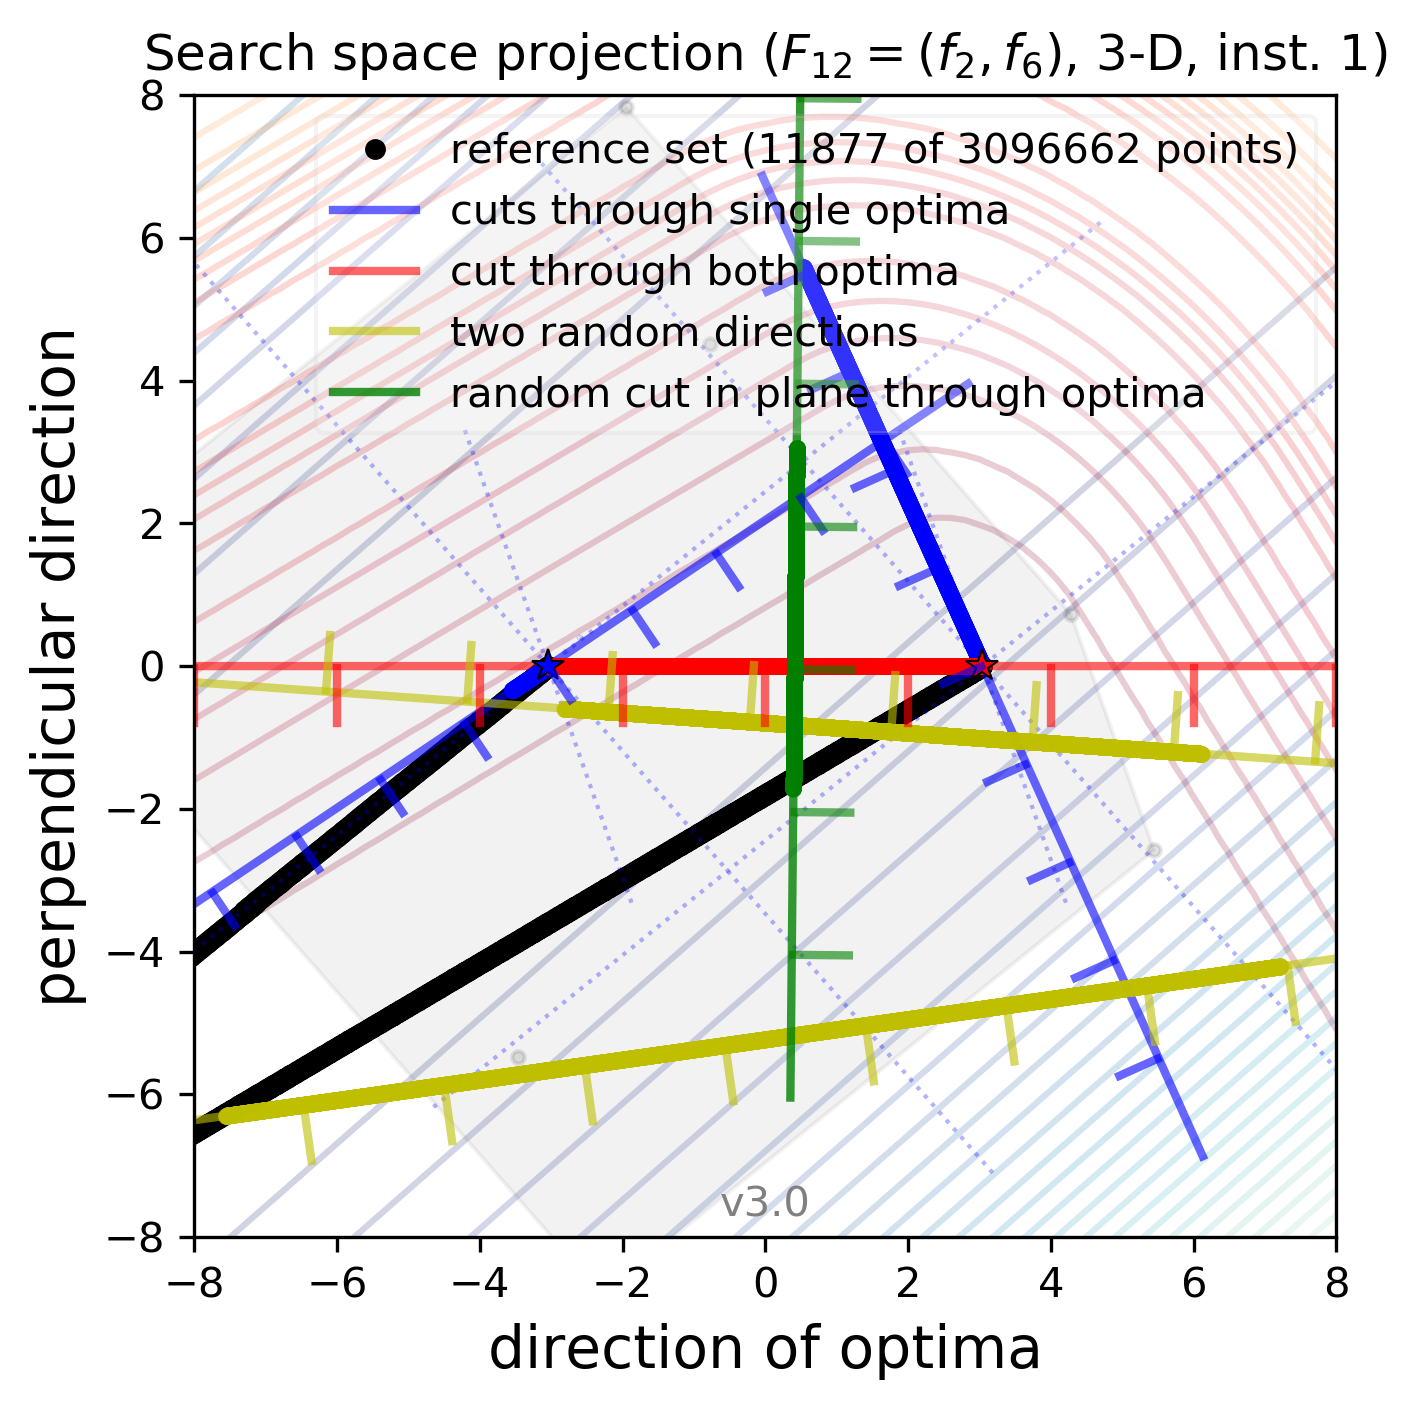 Search space projection (F12 = (f2, f6), 3-D, inst. 1)
reference set (11877 of 3096662 points)
cuts through single optima
cut through both optima
two random directions
random cut in plane through optima
8
6
4
2
0
−2
−4
−6
−8
perpendicular direction
v3.0
−8 −6 −4 −2 0 2 4 6 8
direction of optima